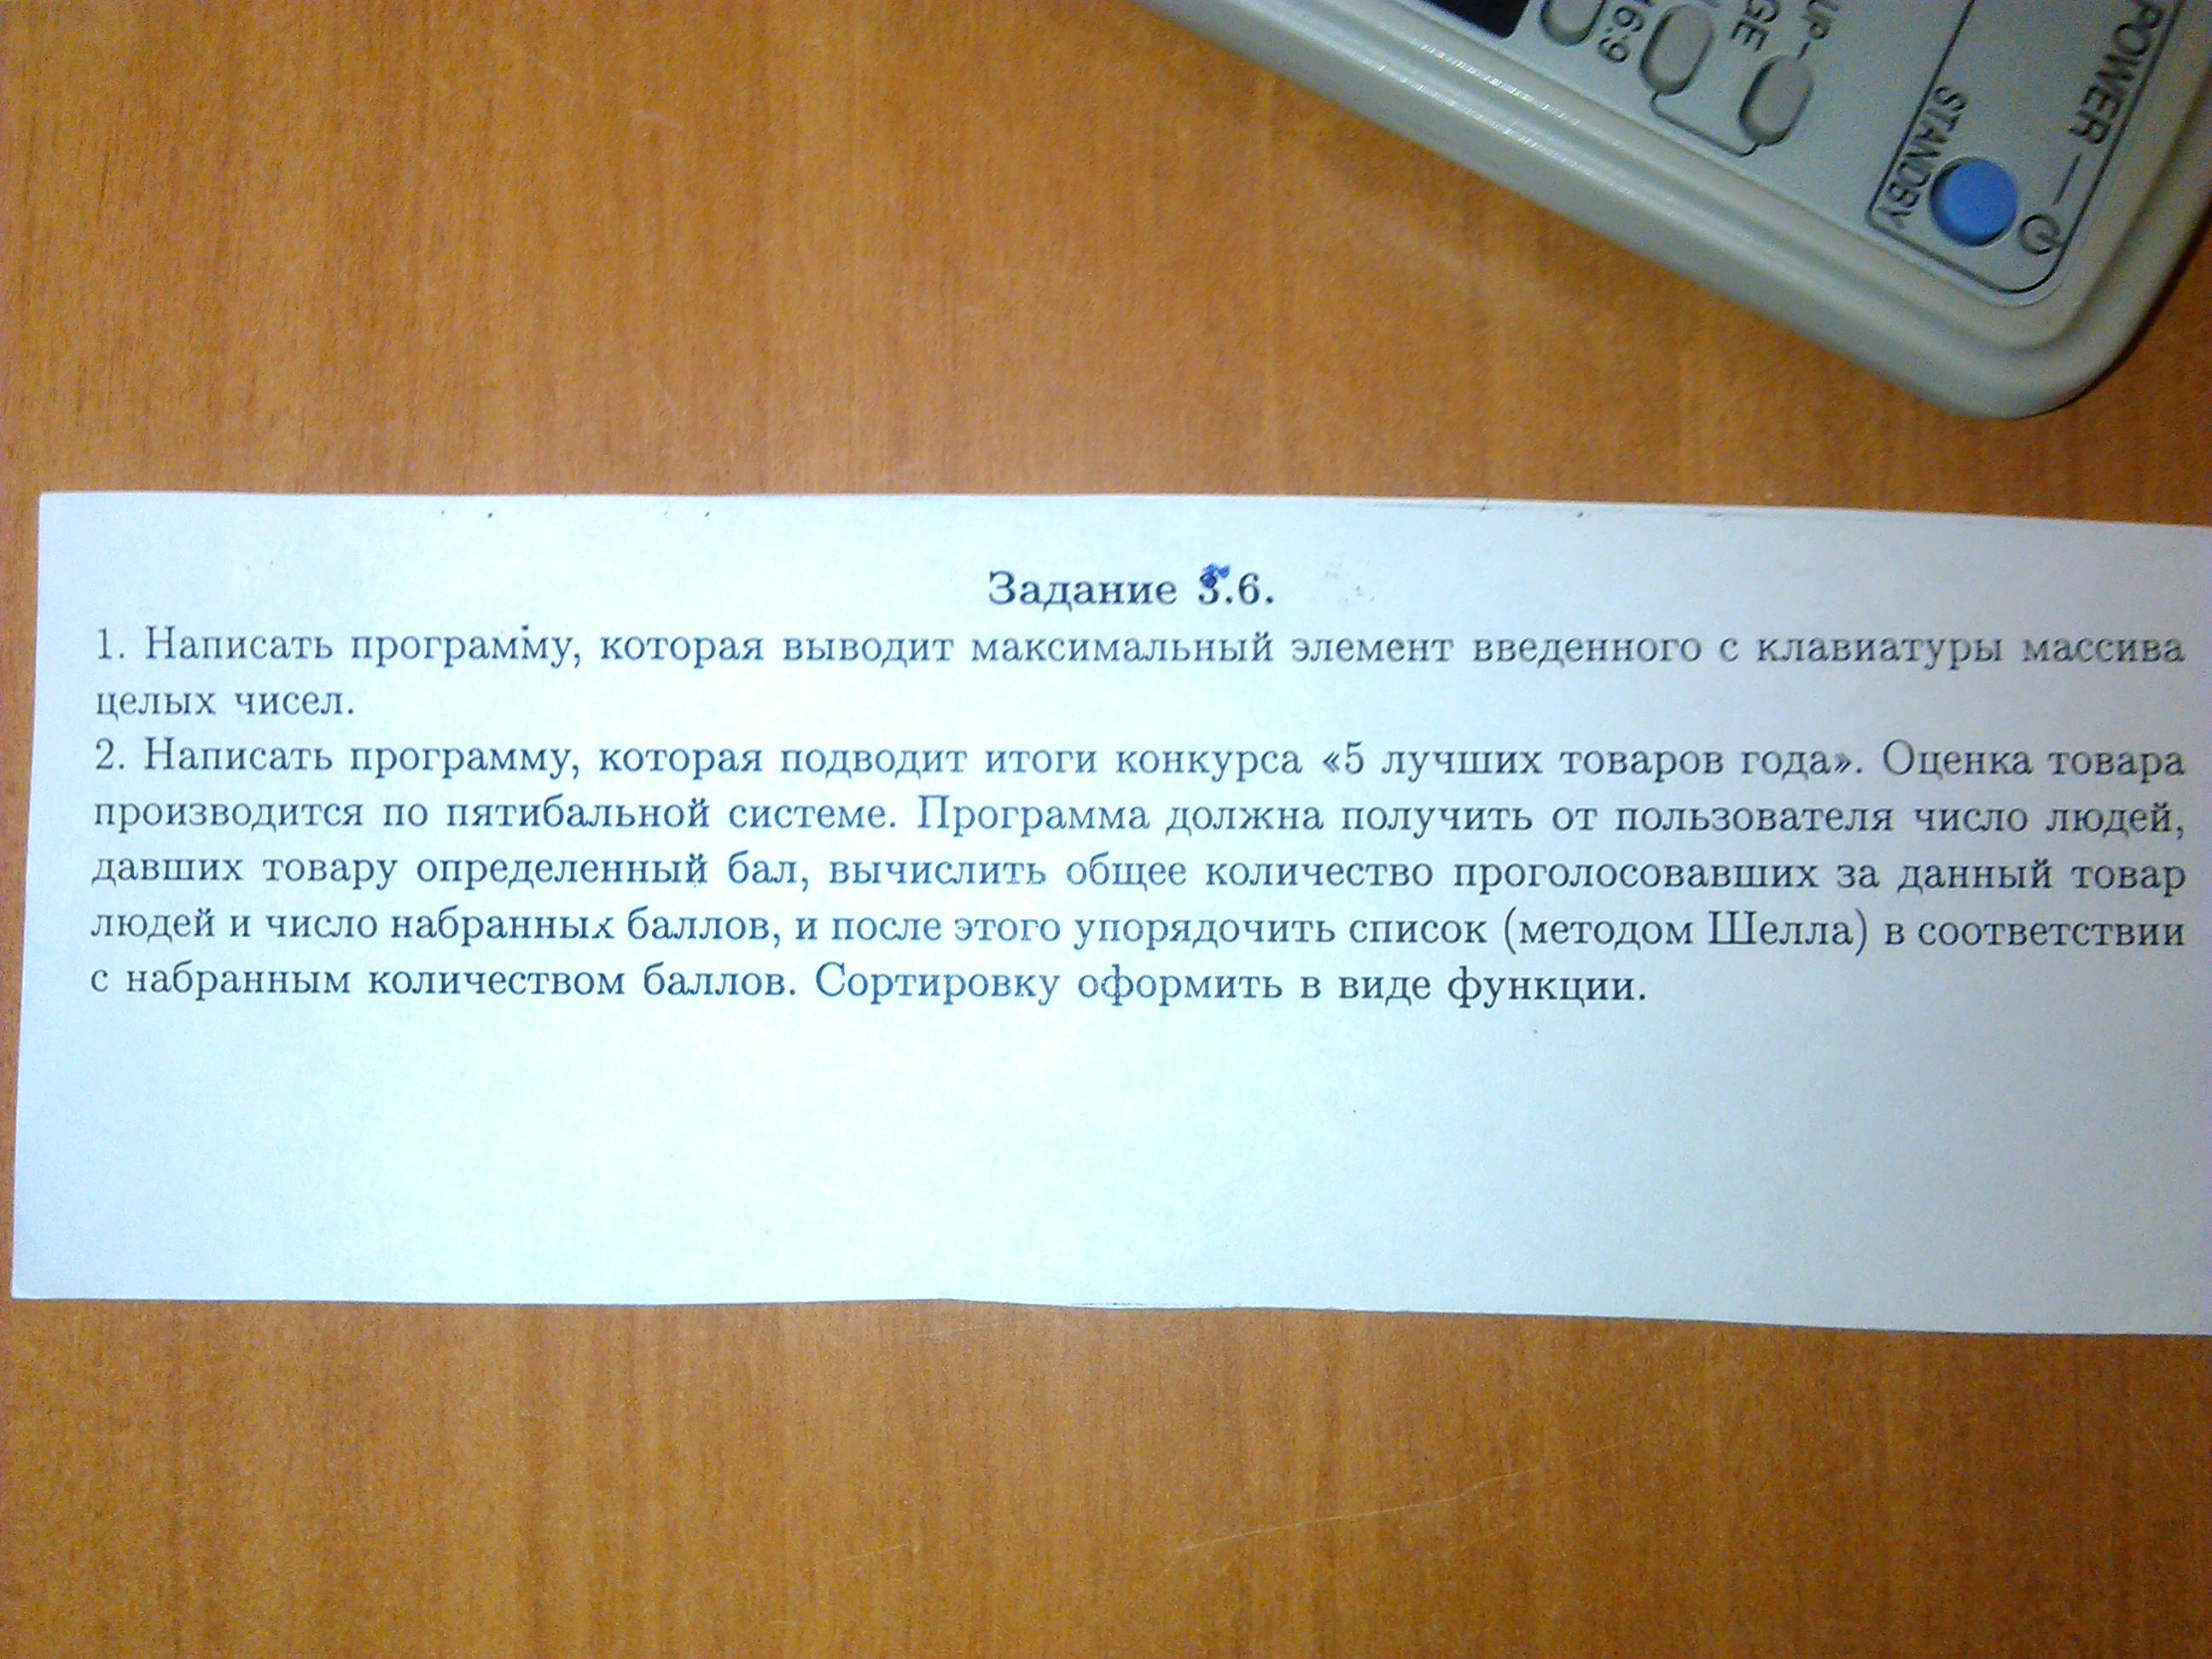 POWER
STANDBY
UP-
GE
16:9
Задание 3.6.
1. Написать программу, которая выводит максимальный элемент введенного с клавиатуры массива
целых чисел.
2. Написать программу, которая подводит итоги конкурса «5 лучших товаров года». Оценка товара
производится по пятибальной системе. Программа должна получить от пользователя число людей,
давших товару определенный бал, вычислить общее количество проголосовавших за данный товар
людей и число набранных баллов, и после этого упорядочить список (методом Шелла) в соответствии
с набранным количеством баллов. Сортировку оформить в виде функции.